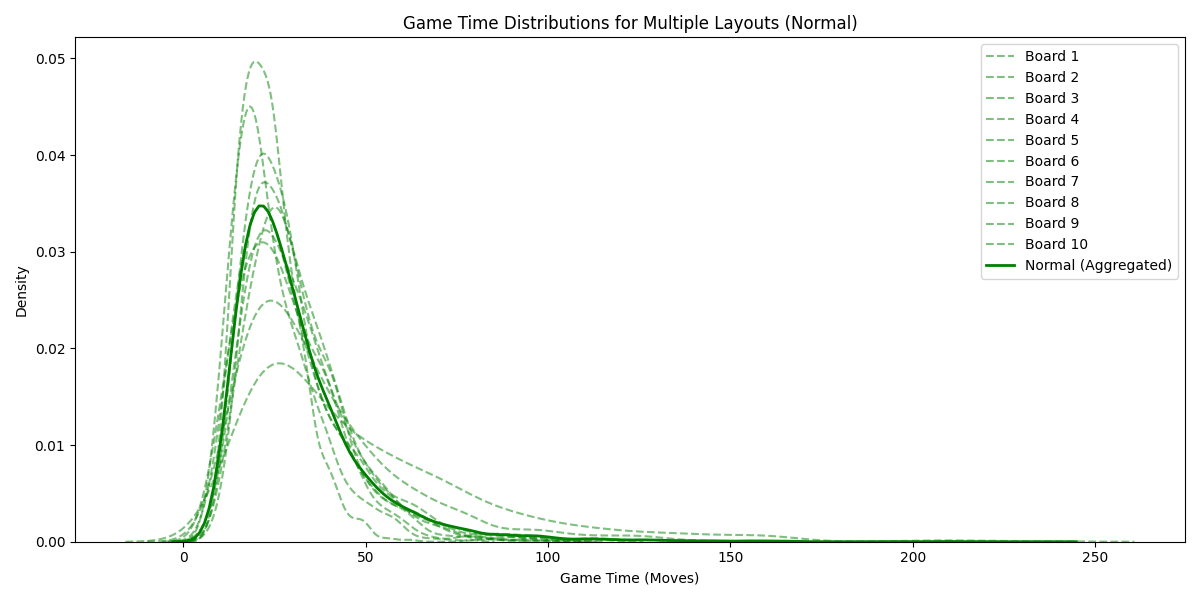 Game Time Distributions for Multiple Layouts (Normal)
Board 1
Board 2
Board 3
Board 4
Board 5
Board 6
Board 7
Board 8
Board 9
Board 10
Normal (Aggregated)
Density
0.05
0.04
0.03
0.02
0.01
0.00
0
50
100
150
200
250
Game Time (Moves)